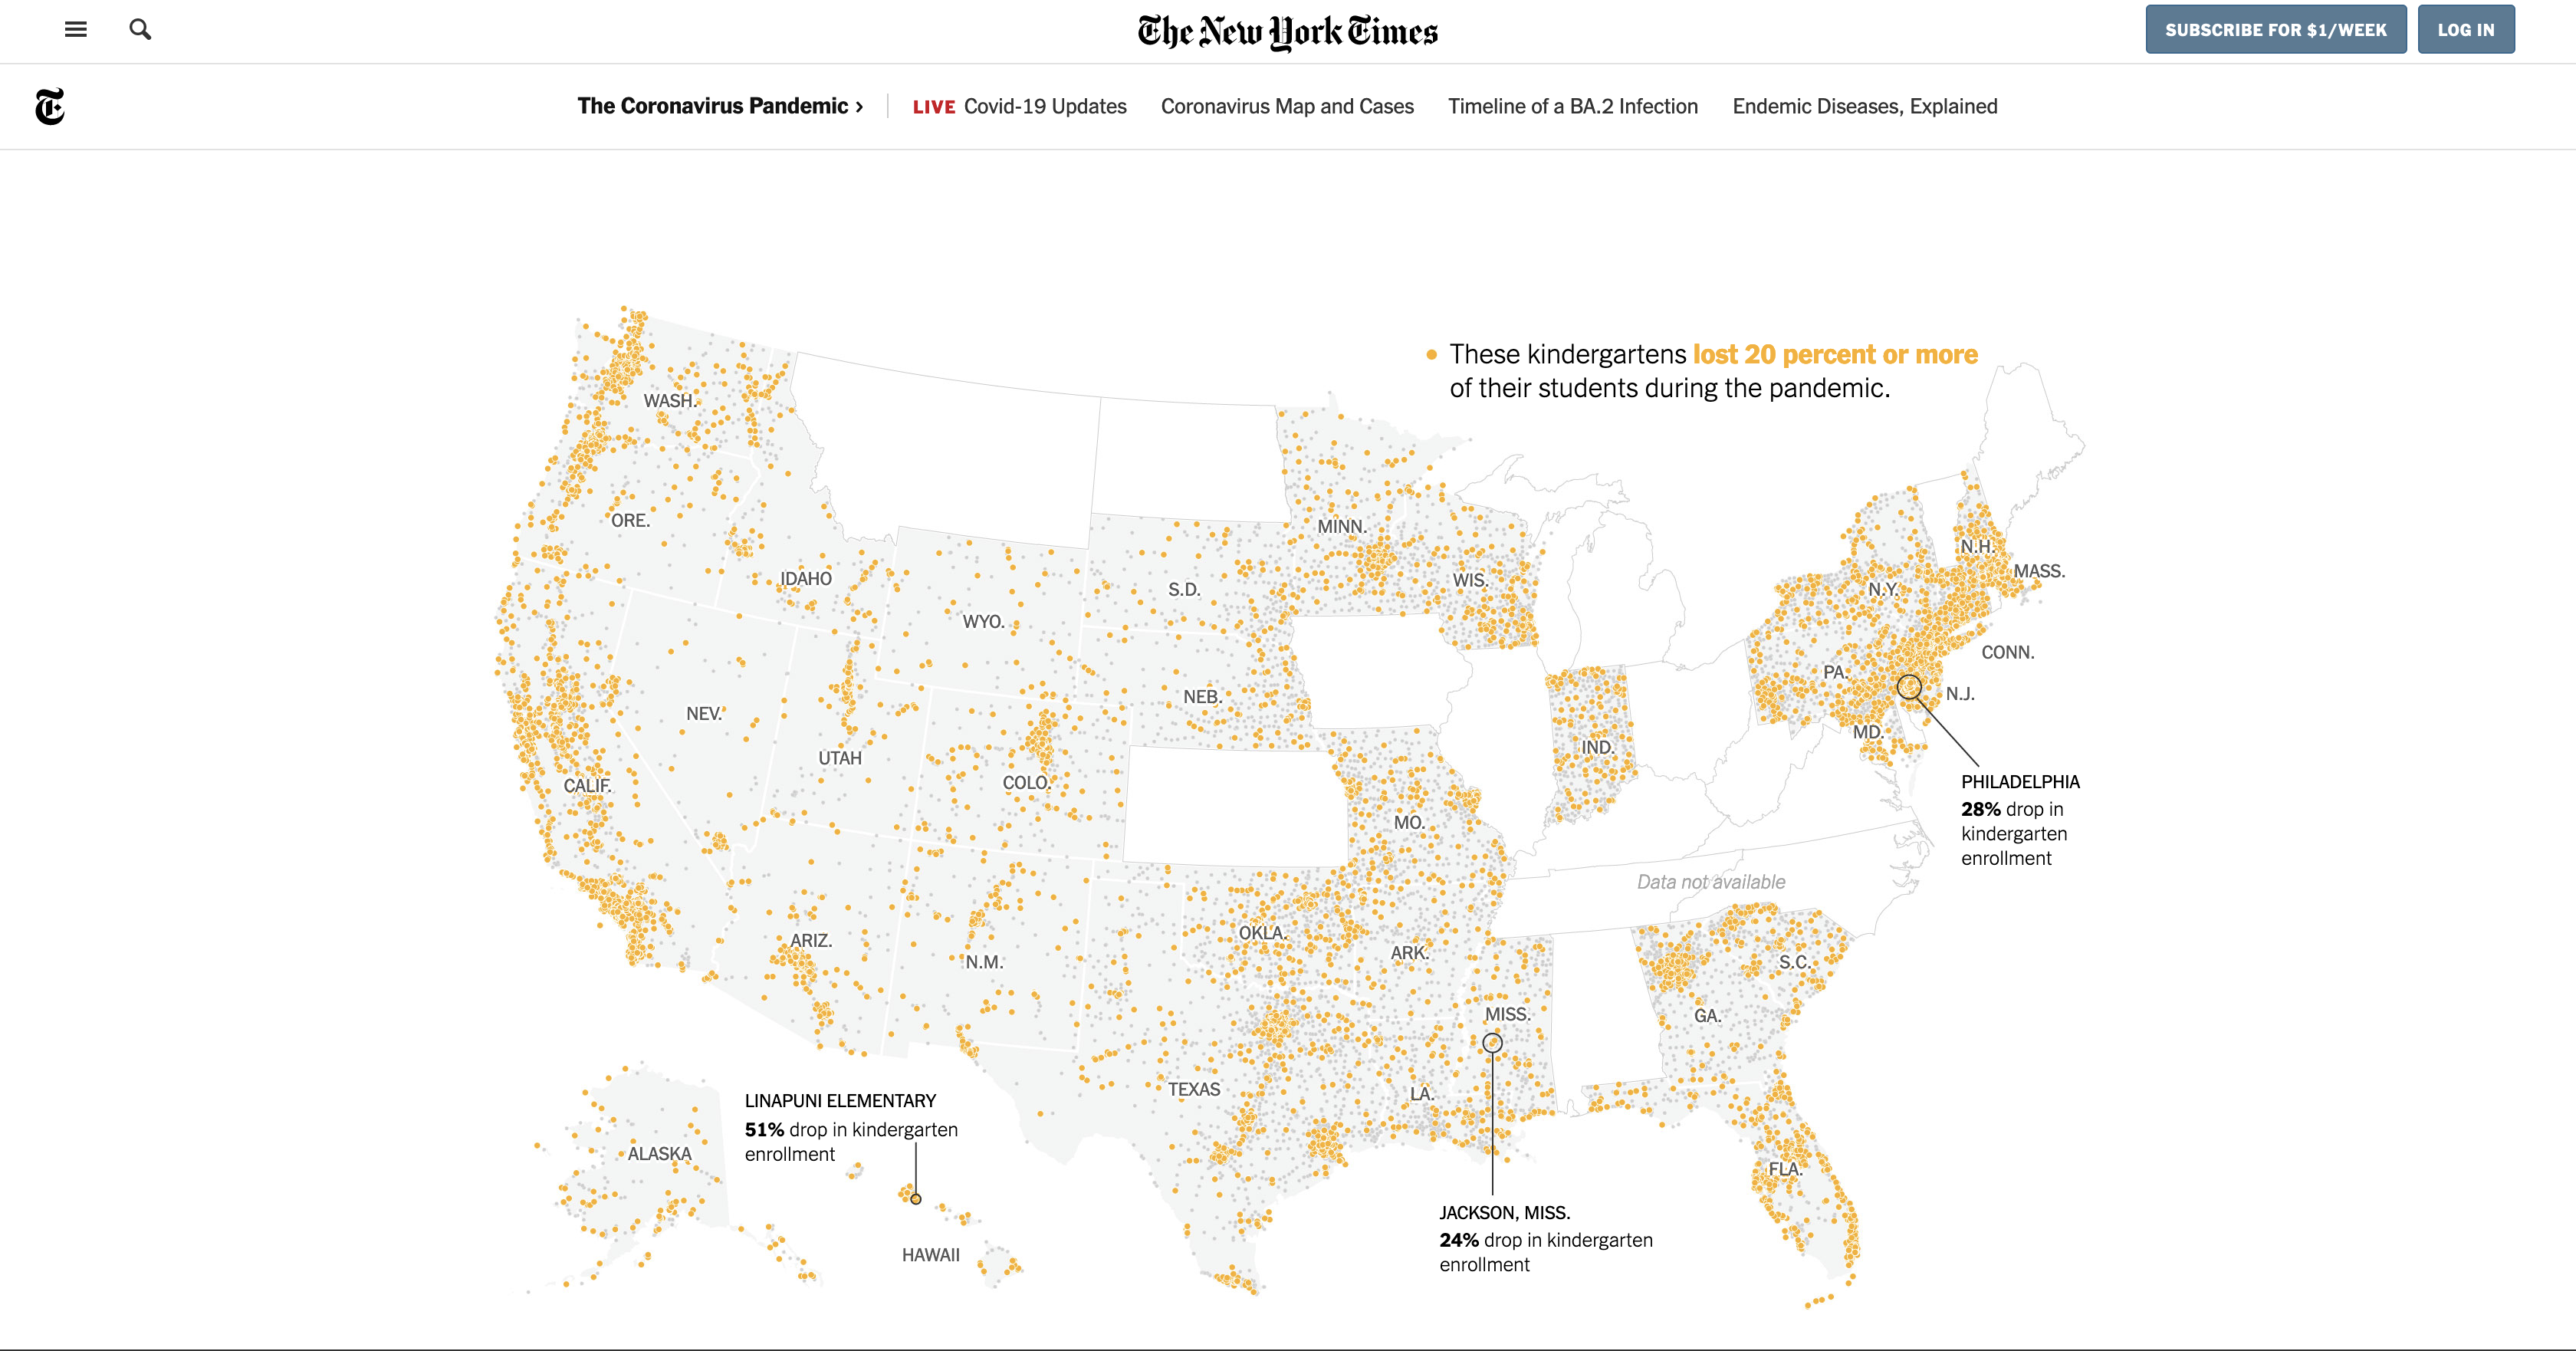 The New York Times
SUBSCRIBE FOR $1/WEEK
LOG IN
The Coronavirus Pandemic ›
LIVE Covid-19 Updates
Coronavirus Map and Cases
Timeline of a BA.2 Infection
Endemic Diseases, Explained
These kindergartens lost 20 percent or more
of their students during the pandemic.
WASH.
ORE.
IDAHO
MINN.
WIS.
S.D.
WYO.
NEB.
NEV.
UTAH
COLO.
CALIF.
N.H.
MASS.
N.Y.
CONN.
PA.
N.J.
MD.
IND.
MO.
PHILADELPHIA
28% drop in
kindergarten
enrollment
Data not available
ARIZ.
N.M.
OKLA.
ARK.
S.C.
GA.
MISS.
TEXAS
LA.
FLA.
LINAPUNI ELEMENTARY
51% drop in kindergarten
enrollment
ALASKA
HAWAII
JACKSON, MISS.
24% drop in kindergarten
enrollment